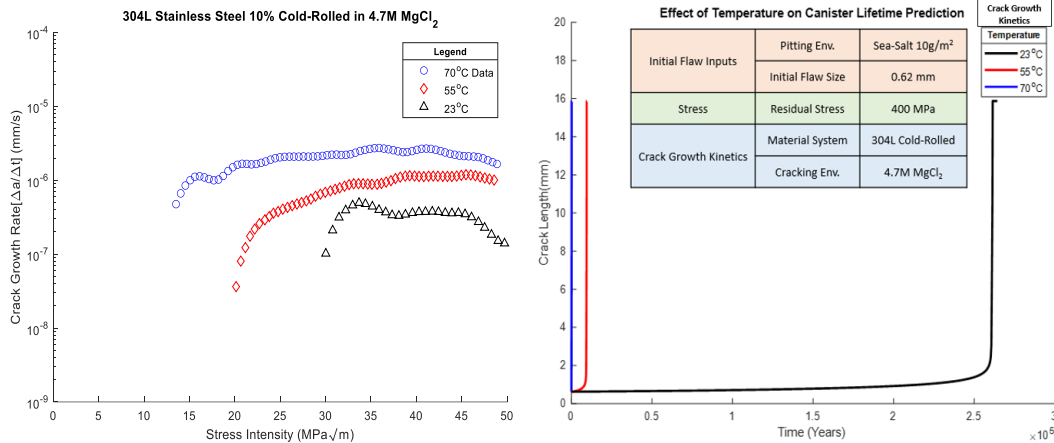 304L Stainless Steel 10% Cold-Rolled in 4.7M MgCl2
10-4
10-5
10-6
10-7
10-8
10-9
Crack Growth Rate[Δa/Δt] (mm/s)
Legend
70°C Data
55°C
23°C
0 5 10 15 20 25 30 35 40 45 50
Stress Intensity (MPa√m)
Effect of Temperature on Canister Lifetime Prediction
Crack Growth
Kinetics
Temperature
23°C
55°C
70°C
Initial Flaw Inputs
Pitting Env.
Sea-Salt 10g/m2
Initial Flaw Size
0.62 mm
Stress
Residual Stress
400 MPa
Crack Growth Kinetics
Material System
304L Cold-Rolled
Cracking Env.
4.7M MgCl2
20
18
16
14
12
10
8
6
4
2
0
Crack Length(mm)
0 0.5 1 1.5 2 2.5 3
Time (Years)
×105